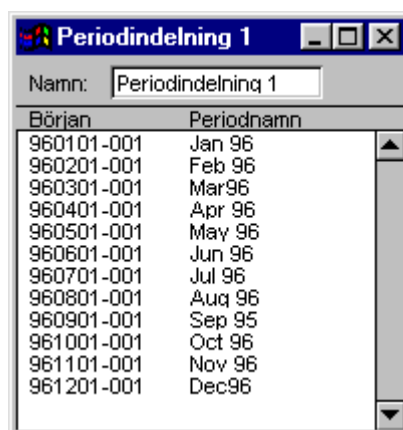 Periodindelning 1
Namn: Periodindelning 1
Början Periodnamn
960101-001 Jan 96
960201-001 Feb 96
960301-001 Mar96
960401-001 Apr 96
960501-001 May 96
960601-001 Jun 96
960701-001 Jul 96
960801-001 Aug 96
960901-001 Sep 95
961001-001 Oct 96
961101-001 Nov 96
961201-001 Dec96